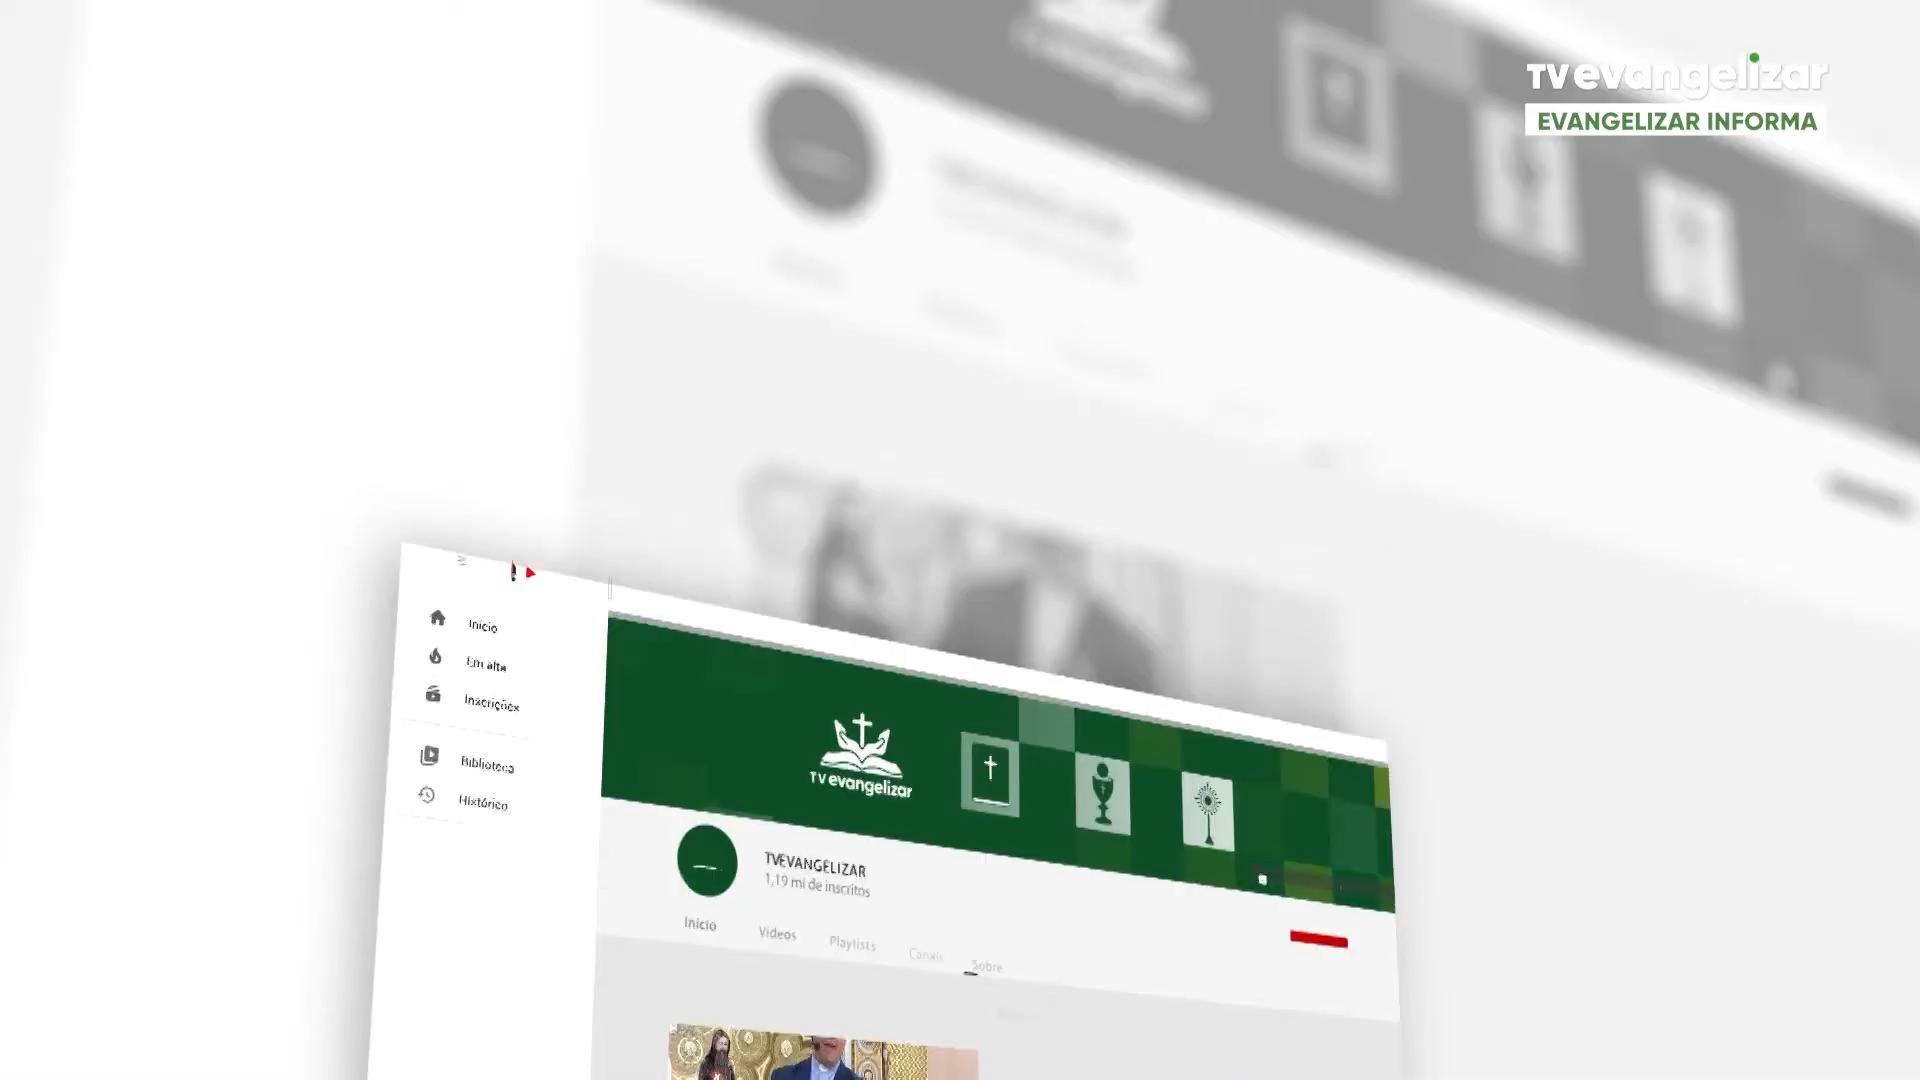 TVevangelizar
EVANGELIZAR INFORMA
Início
Em alta
Inscrições
Biblioteca
Histórico
TV evangelizar
TVEVANGELIZAR
1,19 mi de inscritos
Início
Vídeos
Playlists
Canais
Sobre